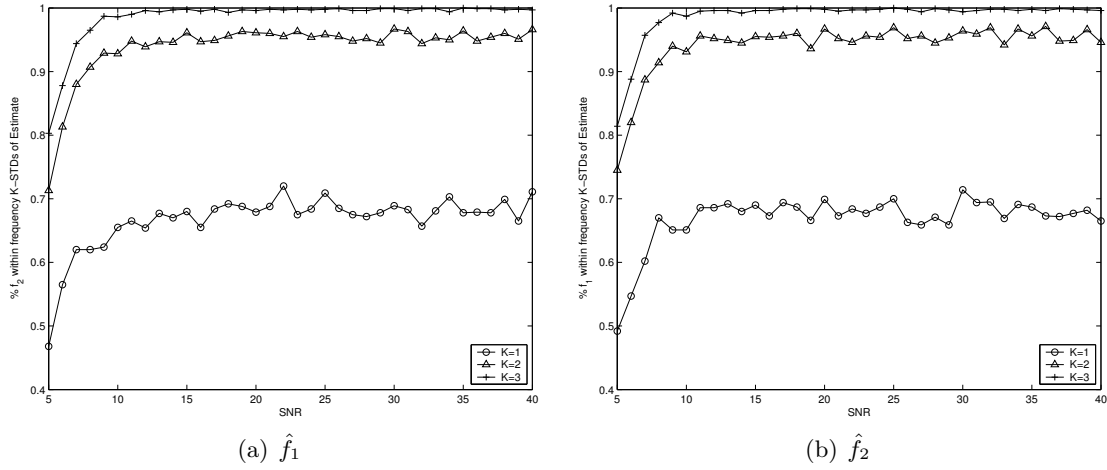 % f₂ within frequency K−STDs of Estimate
1
0.9
0.8
0.7
0.6
0.5
0.4
5 10 15 20 25 30 35 40
SNR
K=1
K=2
K=3
(a) f̂₁
% f₁ within frequency K−STDs of Estimate
1
0.9
0.8
0.7
0.6
0.5
0.4
5 10 15 20 25 30 35 40
SNR
K=1
K=2
K=3
(b) f̂₂